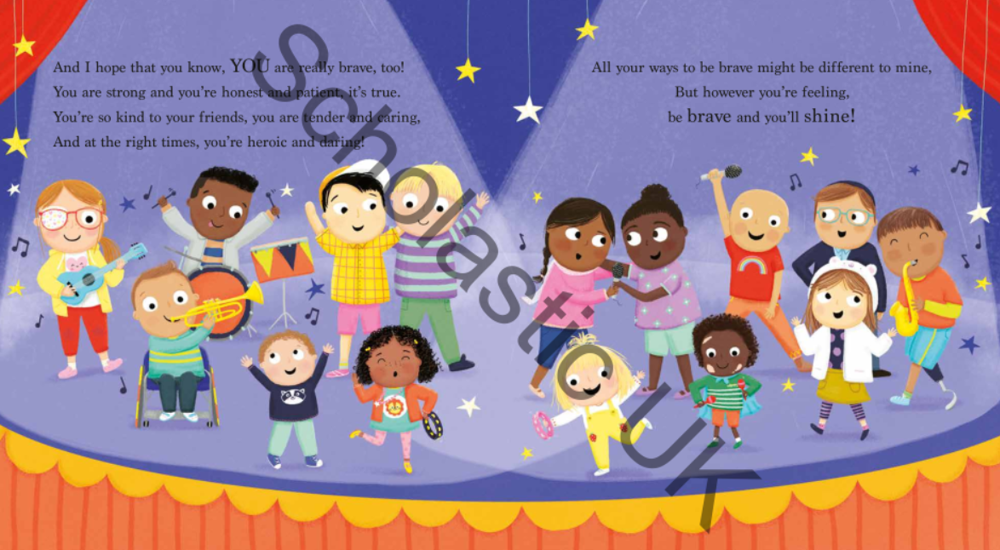 And I hope that you know, YOU are really brave, too!
You are strong and you're honest and patient, it's true.
You're so kind to your friends, you are tender and caring,
And at the right times, you're heroic and daring!
All your ways to be brave might be different to mine,
But however you're feeling,
be brave and you'll shine!
Scholastic UK